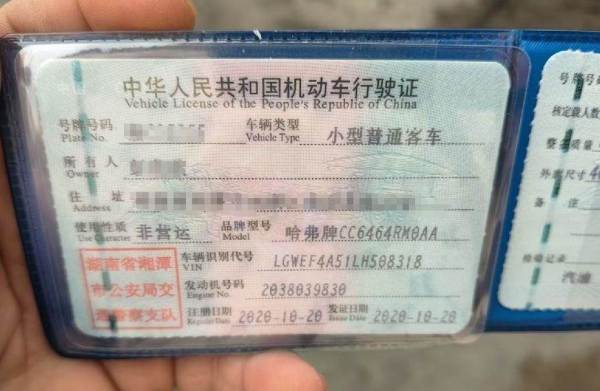 中华人民共和国机动车行驶证
Vehicle License of the People's Republic of China
号牌号码
Plate No.
车辆类型
Vehicle Type
小型普通客车
所有人
Owner
住址
Address
使用性质
Use Character
非营运
品牌型号
Model
哈弗牌CC6464RM0AA
湖南省湘潭
市公安局交
通警察支队
车辆识别代号
VIN
LGWEF4A51LH508318
发动机号码
Engine No.
2038039830
注册日期
Register Date
2020-10-20
发证日期
Issue Date
2020-10-20
号牌号
核定载人数
整
质量
外廓尺寸
备注
检验记录
汽油